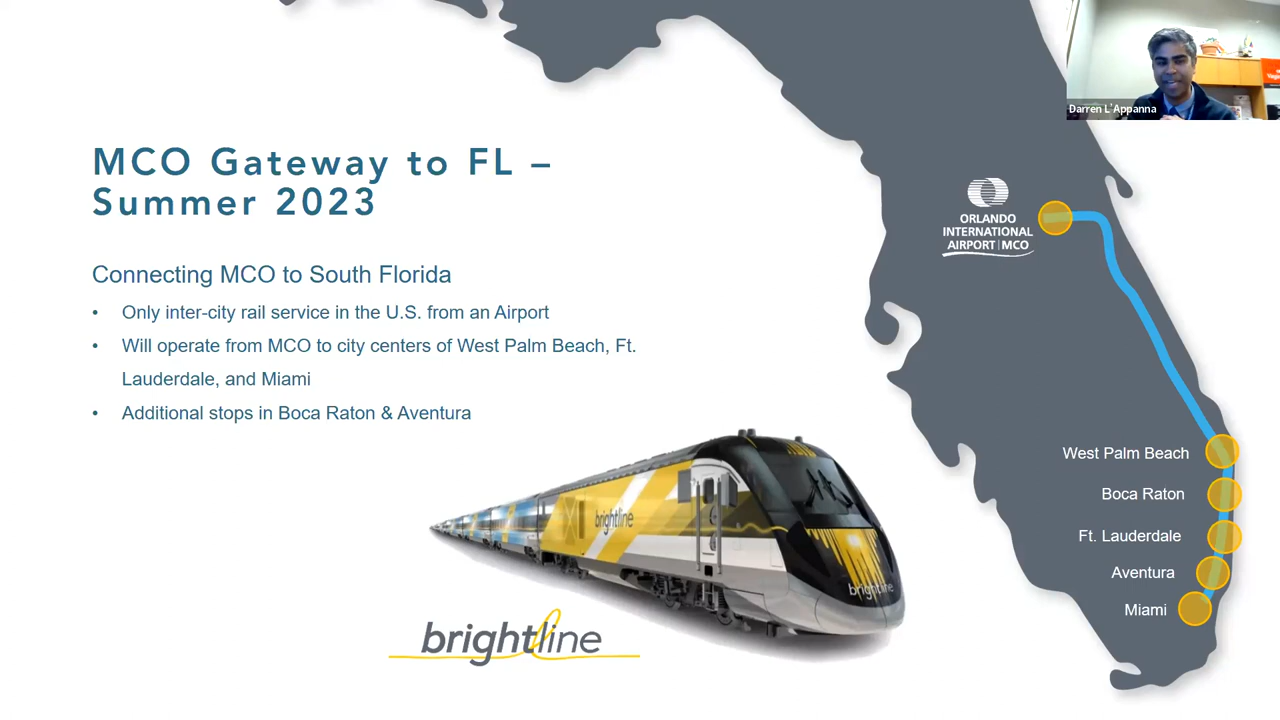 MCO Gateway to FL –
Summer 2023
Connecting MCO to South Florida
• Only inter-city rail service in the U.S. from an Airport
• Will operate from MCO to city centers of West Palm Beach, Ft.
Lauderdale, and Miami
• Additional stops in Boca Raton & Aventura
brightline
brightline
brightline
Darren L'Appanna
ORLANDO
INTERNATIONAL
AIRPORT | MCO
West Palm Beach
Boca Raton
Ft. Lauderdale
Aventura
Miami